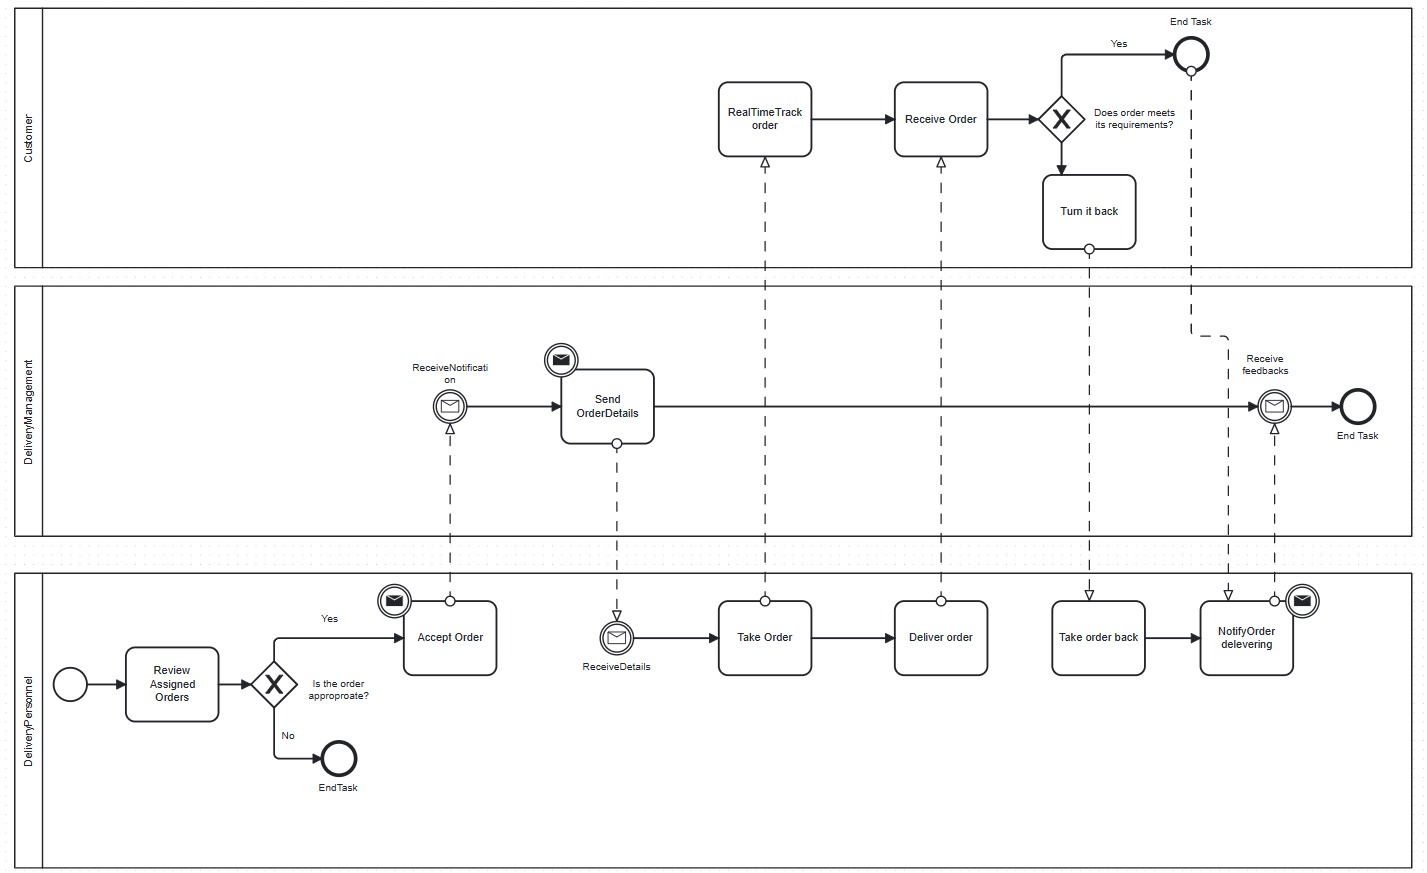 Customer
End Task
Yes
RealTimeTrack
order
Receive Order
Does order meets
its requirements?
Turn it back
DeliveryManagement
ReceiveNotificati
on
Send
OrderDetails
Receive
feedbacks
End Task
DeliveryPersonnel
Review
Assigned
Orders
Yes
Is the order
approproate?
No
EndTask
Accept Order
ReceiveDetails
Take Order
Deliver order
Take order back
NotifyOrder
delevering